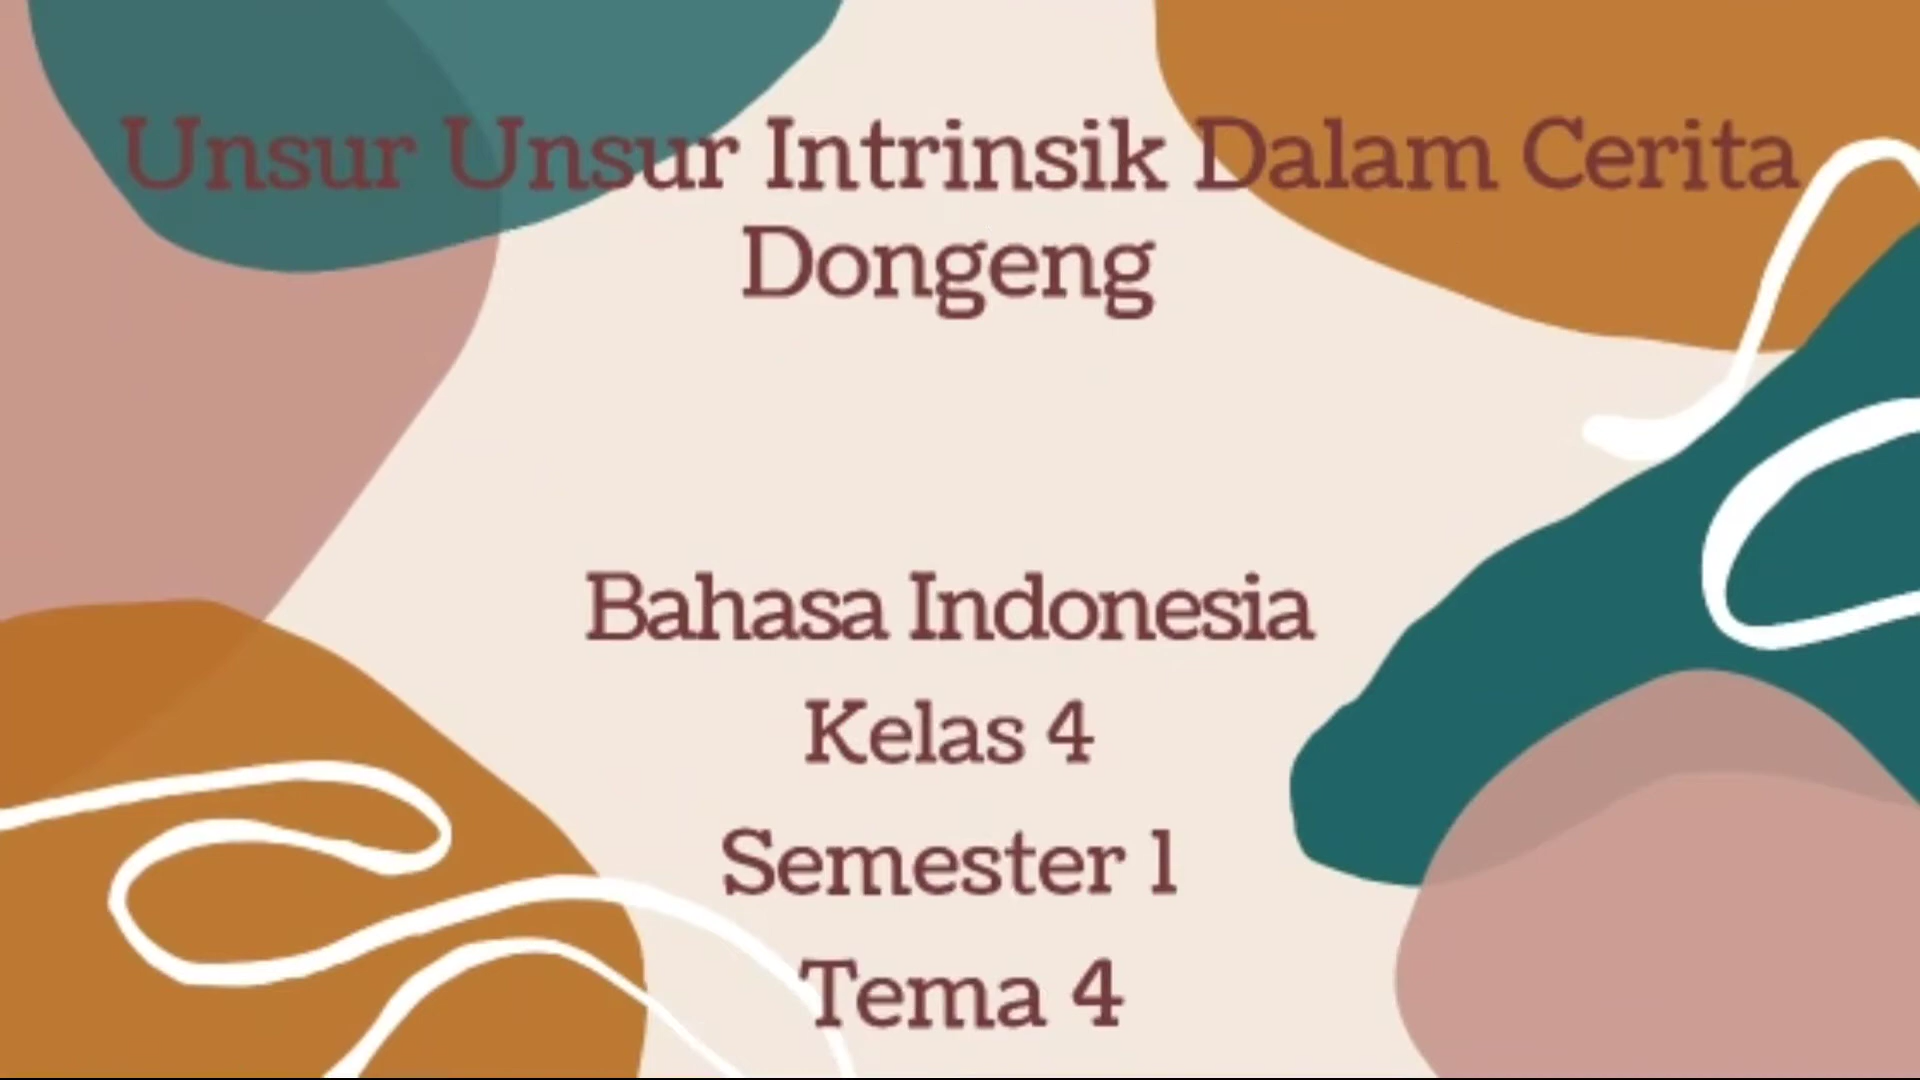 Unsur Unsur Intrinsik Dalam Cerita
Dongeng
Bahasa Indonesia
Kelas 4
Semester 1
Tema 4